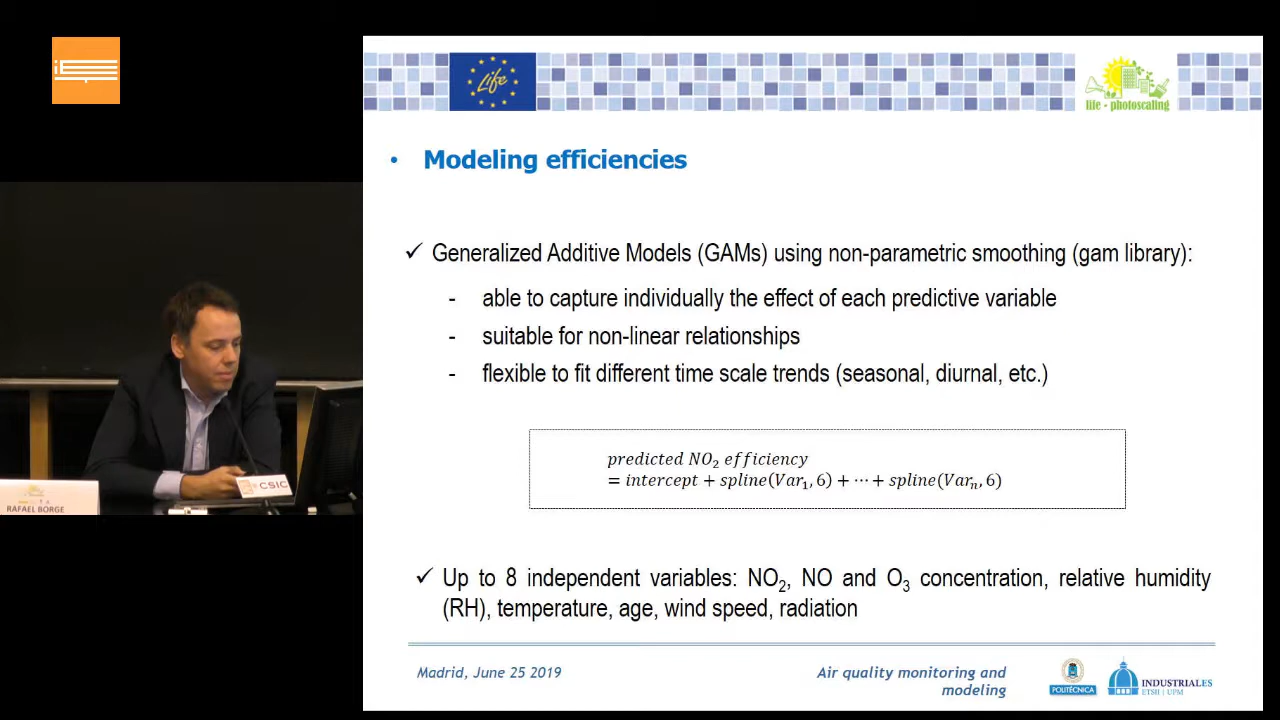 Life
life - photoscaling
• Modeling efficiencies
✓ Generalized Additive Models (GAMs) using non-parametric smoothing (gam library):
- able to capture individually the effect of each predictive variable
- suitable for non-linear relationships
- flexible to fit different time scale trends (seasonal, diurnal, etc.)
predicted NO₂ efficiency
= intercept + spline(Var₁, 6) + ⋯ + spline(Varₙ, 6)
✓ Up to 8 independent variables: NO₂, NO and O₃ concentration, relative humidity
(RH), temperature, age, wind speed, radiation
CSIC
RAFAEL BORGE
Madrid, June 25 2019
Air quality monitoring and
modeling
POLITÉCNICA
INDUSTRIALES
ETSII | UPM